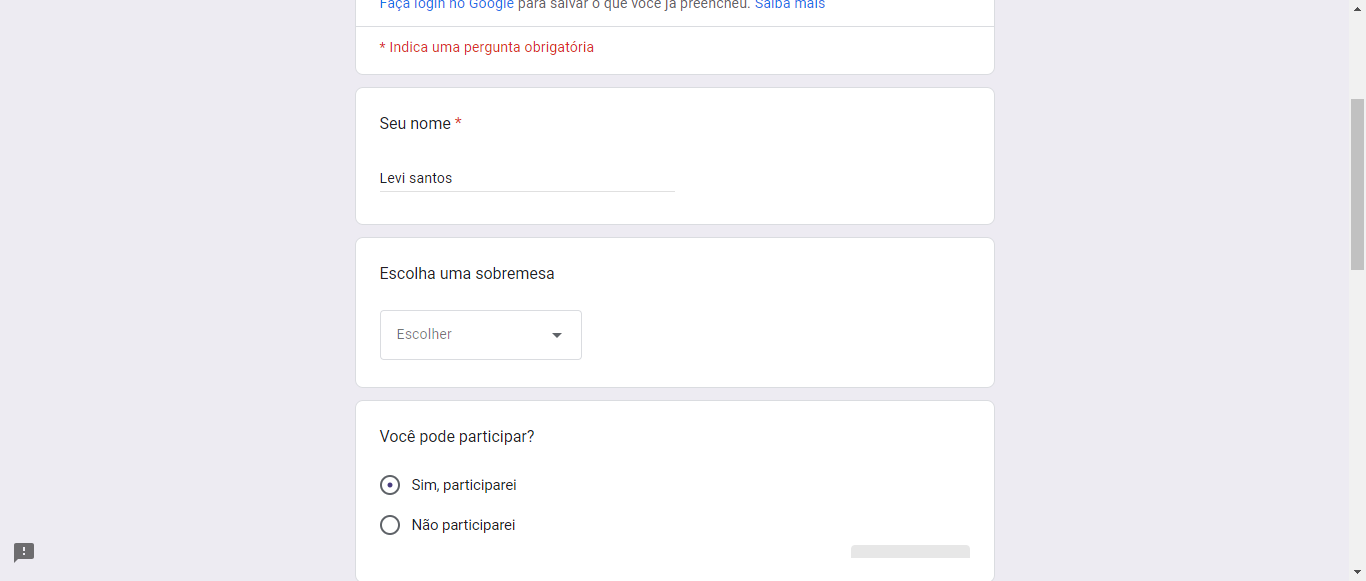 Faça login no Google para salvar o que você já preencheu. Saiba mais
* Indica uma pergunta obrigatória
Seu nome *
Levi santos
Escolha uma sobremesa
Escolher
Você pode participar?
Sim, participarei
Não participarei